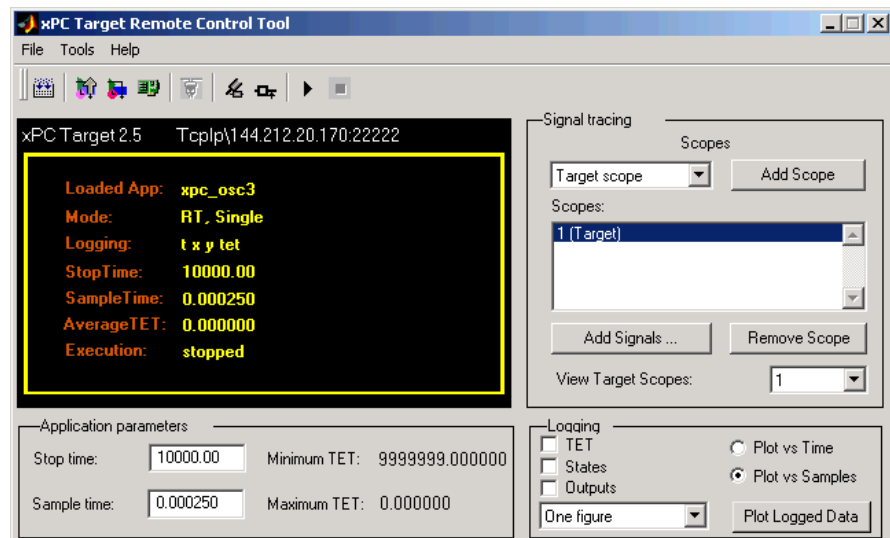 xPC Target Remote Control Tool
File Tools Help
xPC Target 2.5 TcpIp\144.212.20.170:22222
Loaded App: xpc_osc3
Mode: RT, Single
Logging: t x y tet
StopTime: 10000.00
SampleTime: 0.000250
AverageTET: 0.000000
Execution: stopped
Signal tracing
Scopes
Target scope Add Scope
Scopes:
1 (Target)
Add Signals ... Remove Scope
View Target Scopes: 1
Application parameters
Stop time: 10000.00 Minimum TET: 9999999.000000
Sample time: 0.000250 Maximum TET: 0.000000
Logging
TET
States
Outputs
Plot vs Time
Plot vs Samples
One figure Plot Logged Data